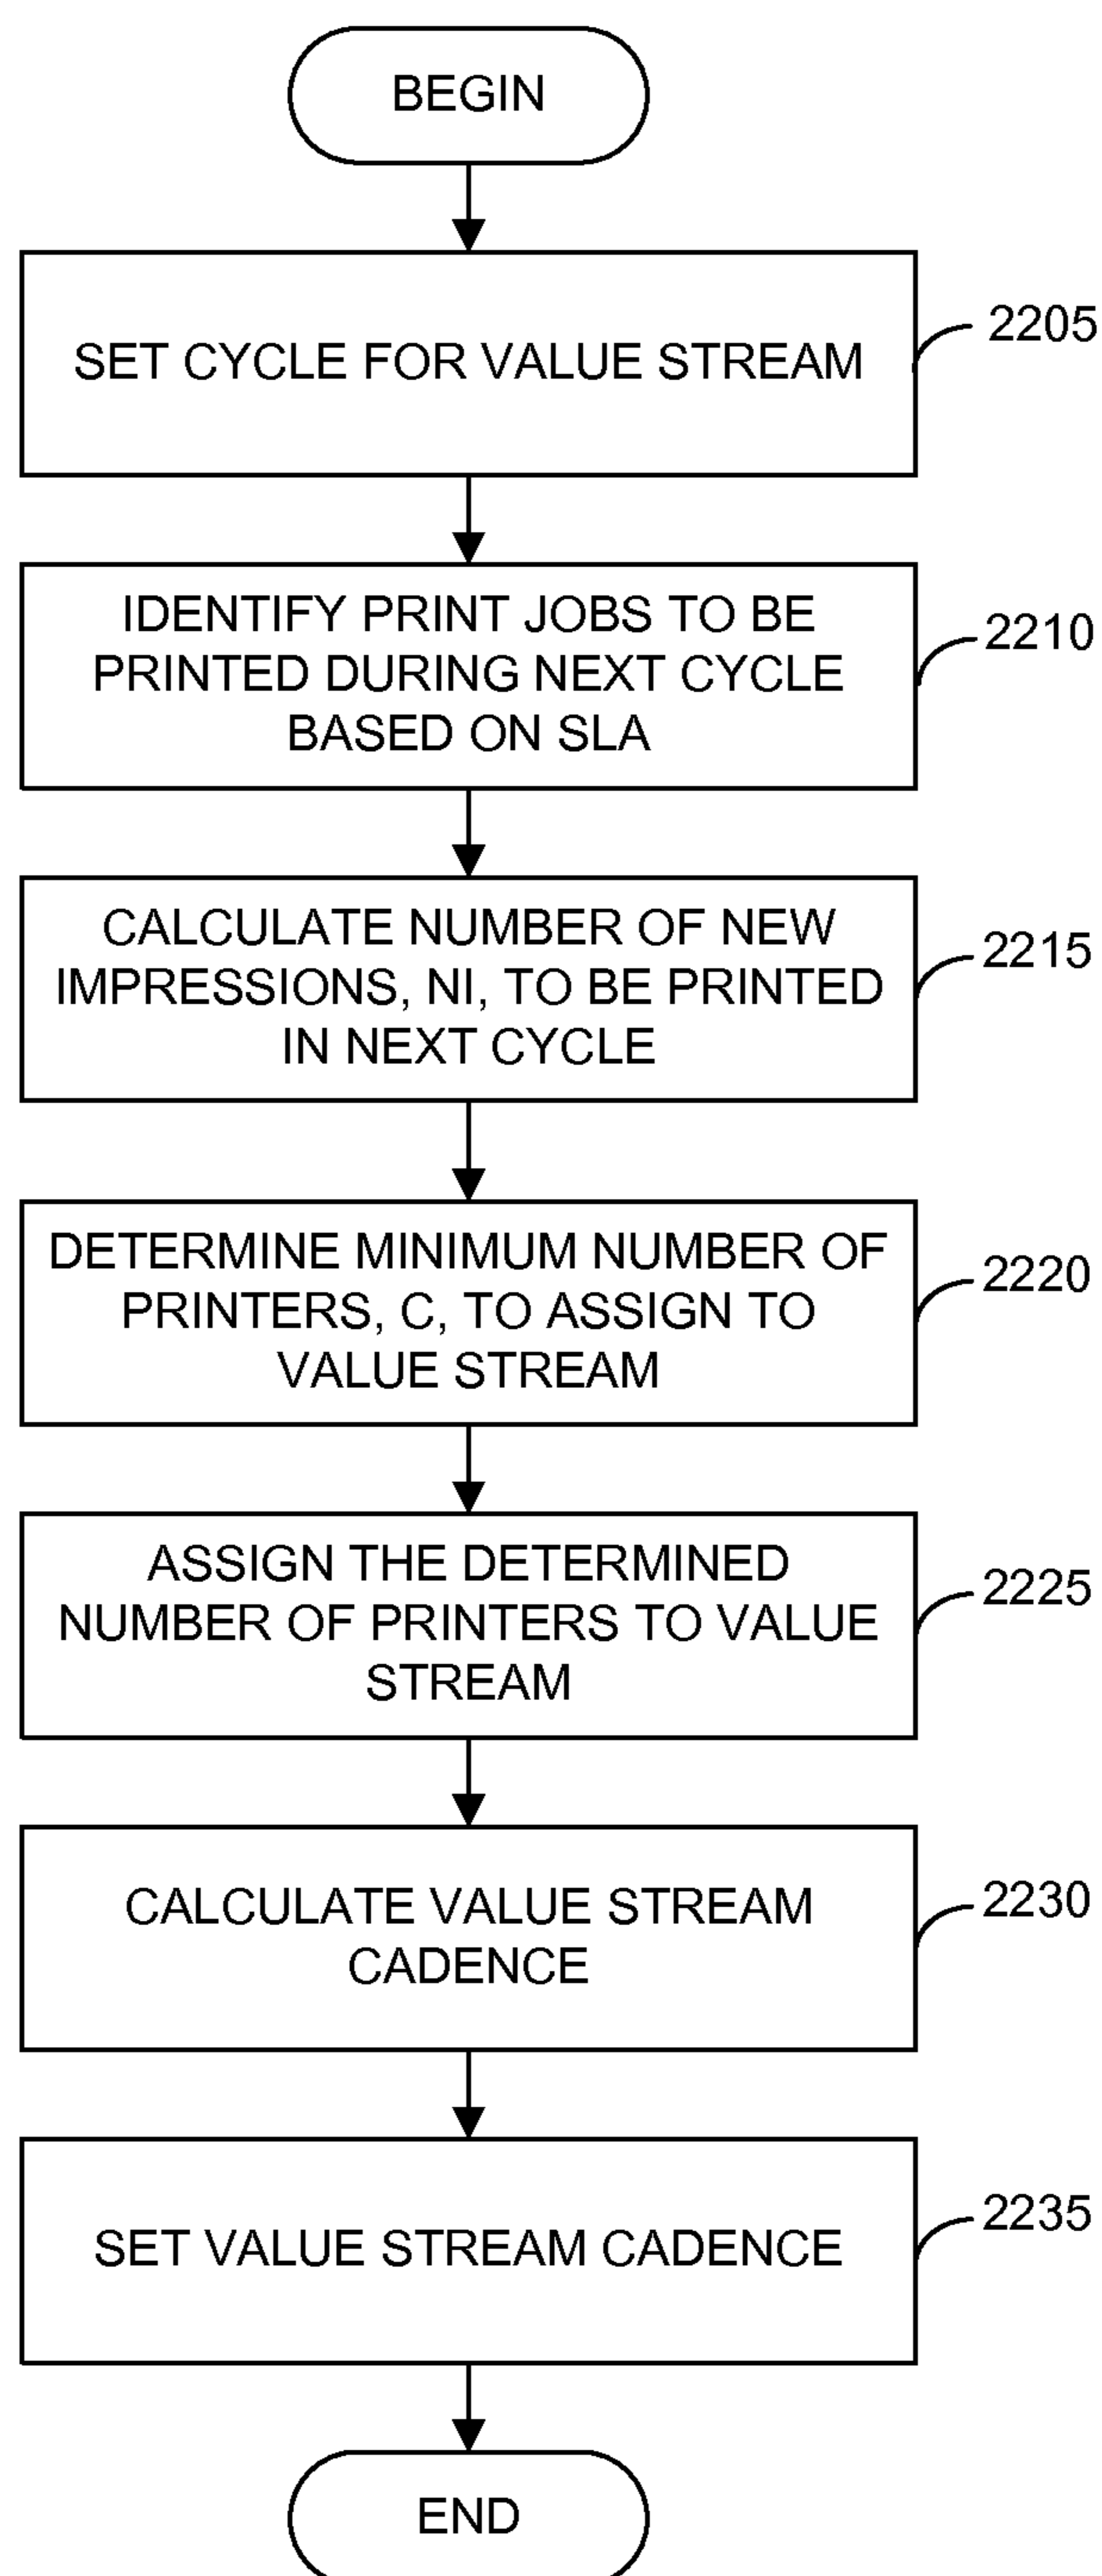 BEGIN
SET CYCLE FOR VALUE STREAM
2205
IDENTIFY PRINT JOBS TO BE
PRINTED DURING NEXT CYCLE
BASED ON SLA
2210
CALCULATE NUMBER OF NEW
IMPRESSIONS, NI, TO BE PRINTED
IN NEXT CYCLE
2215
DETERMINE MINIMUM NUMBER OF
PRINTERS, C, TO ASSIGN TO
VALUE STREAM
2220
ASSIGN THE DETERMINED
NUMBER OF PRINTERS TO VALUE
STREAM
2225
CALCULATE VALUE STREAM
CADENCE
2230
SET VALUE STREAM CADENCE
2235
END